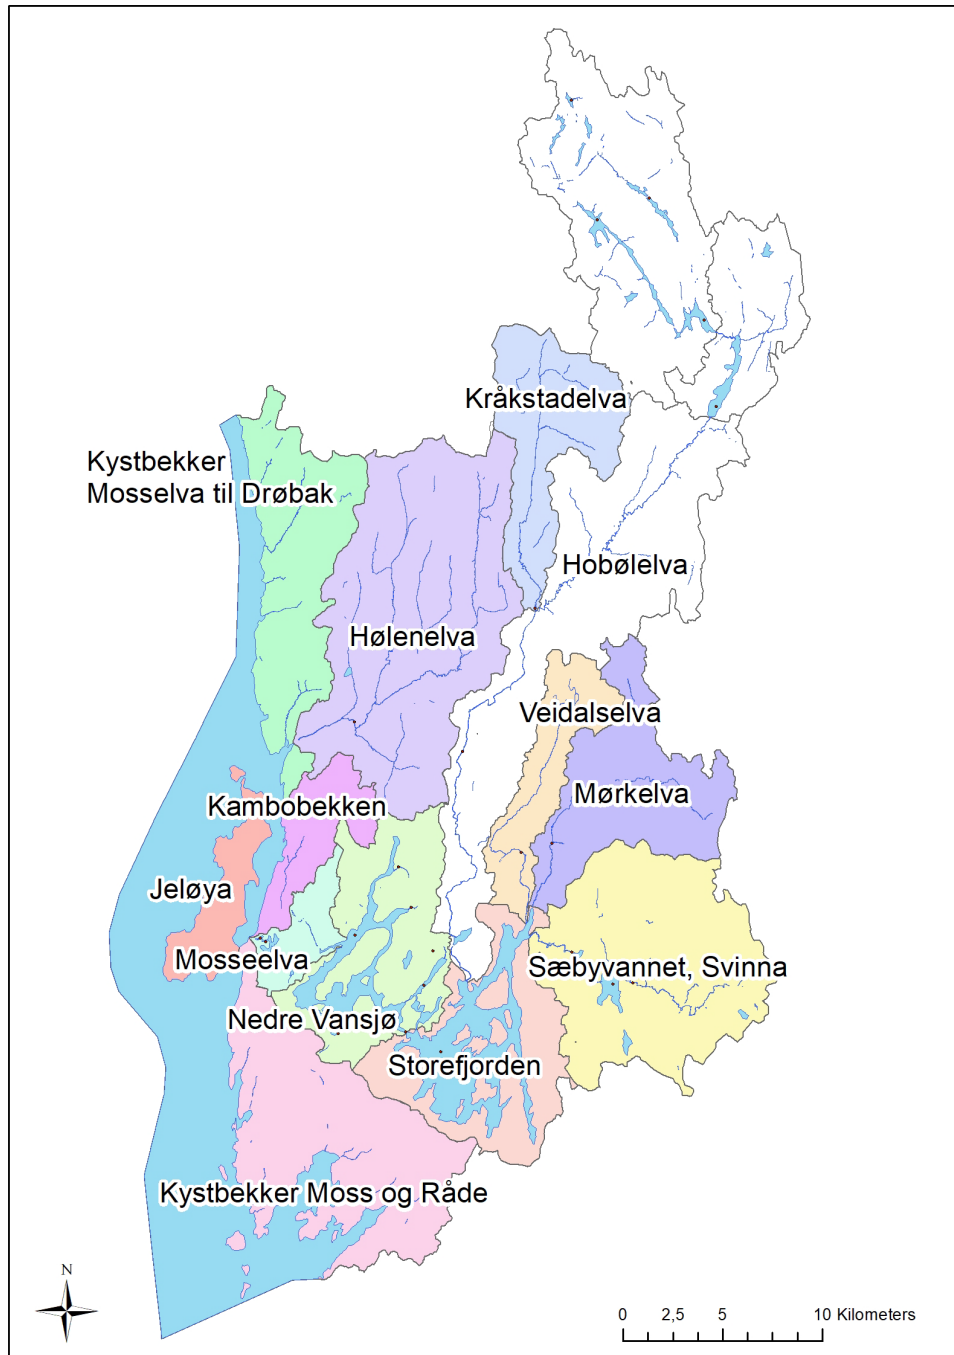 Kråkstadelva
Kystbekker
Mosselva til Drøbak
Hobølelva
Hølenelva
Veidalselva
Mørkelva
Kambobekken
Jeløya
Mosseelva
Sæbyvannet, Svinna
Nedre Vansjø
Storefjorden
Kystbekker Moss og Råde
N
0 2,5 5 10 Kilometers